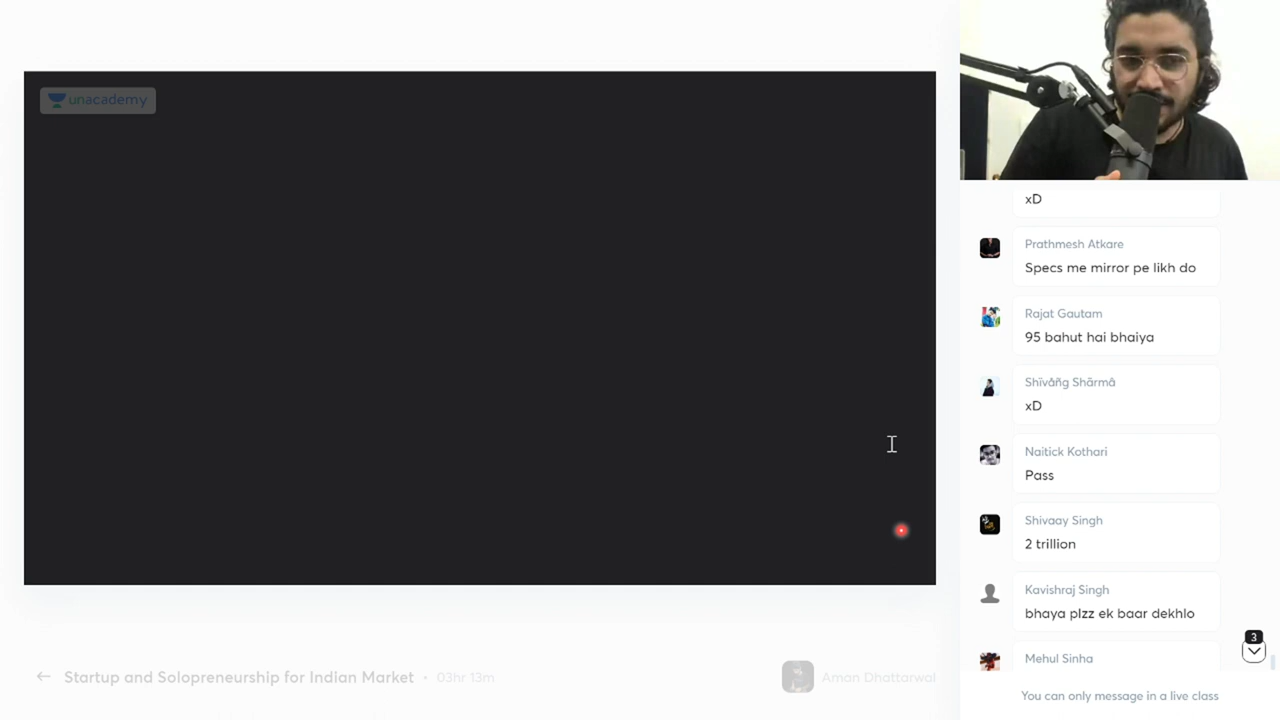 unacademy
xD
Prathmesh Atkare
Specs me mirror pe likh do
Rajat Gautam
95 bahut hai bhaiya
Shïvåñg Shārmå
xD
Naitick Kothari
Pass
Shivaay Singh
2 trillion
Kavishraj Singh
bhaya plzz ek baar dekhlo
3
Mehul Sinha
You can only message in a live class
← Startup and Solopreneurship for Indian Market • 03hr 13m
Aman Dhattarwal